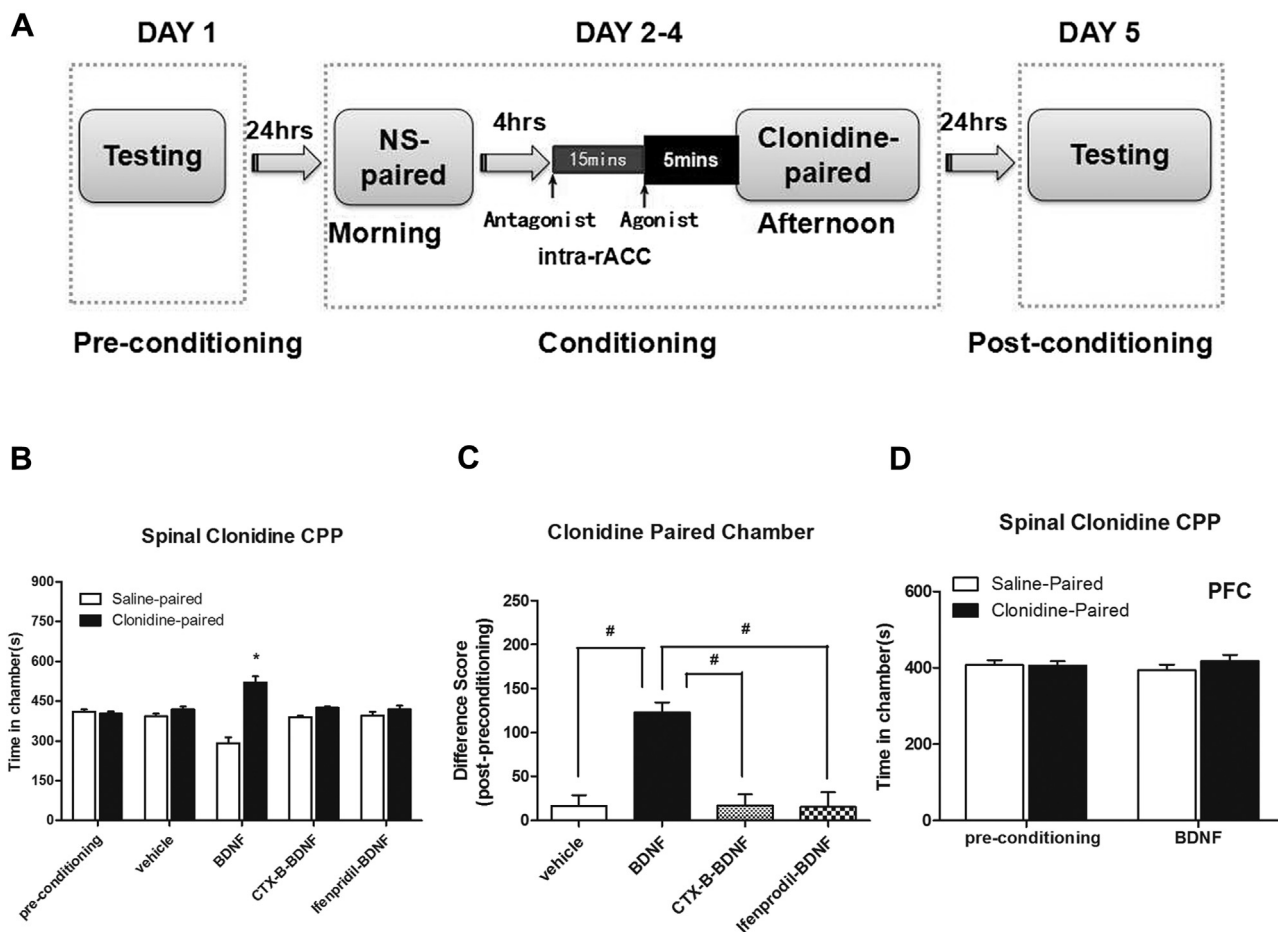 A
DAY 1
DAY 2-4
DAY 5
Testing
24hrs
NS-
paired
Morning
4hrs
15mins
5mins
Antagonist
Agonist
intra-rACC
Clonidine-
paired
Afternoon
24hrs
Testing
Pre-conditioning
Conditioning
Post-conditioning
B
Spinal Clonidine CPP
Time in chamber(s)
900
750
600
450
300
150
0
Saline-paired
Clonidine-paired
*
pre-conditioning
vehicle
BDNF
CTX-B-BDNF
Ifenpridil-BDNF
C
Clonidine Paired Chamber
Difference Score
(post-preconditioning)
250
200
150
100
50
0
#
#
#
vehicle
BDNF
CTX-B-BDNF
Ifenprodil-BDNF
D
Spinal Clonidine CPP
Time in chamber(s)
600
400
200
0
Saline-Paired
Clonidine-Paired
PFC
pre-conditioning
BDNF